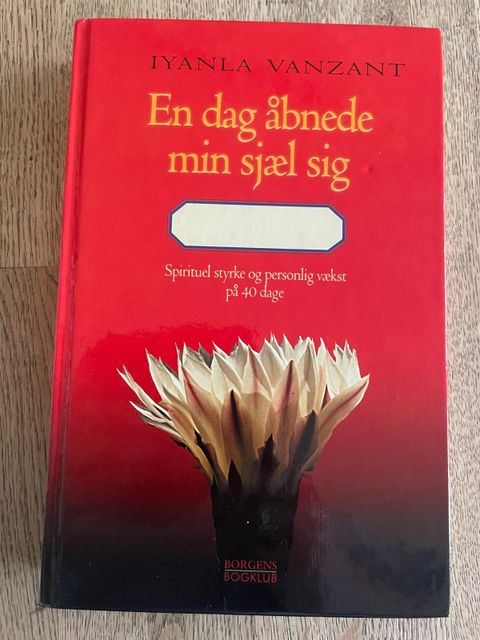 IYANLA VANZANT
En dag åbnede
min sjæl sig
Spirituel styrke og personlig vækst
på 40 dage
BORGENS
BOGKLUB